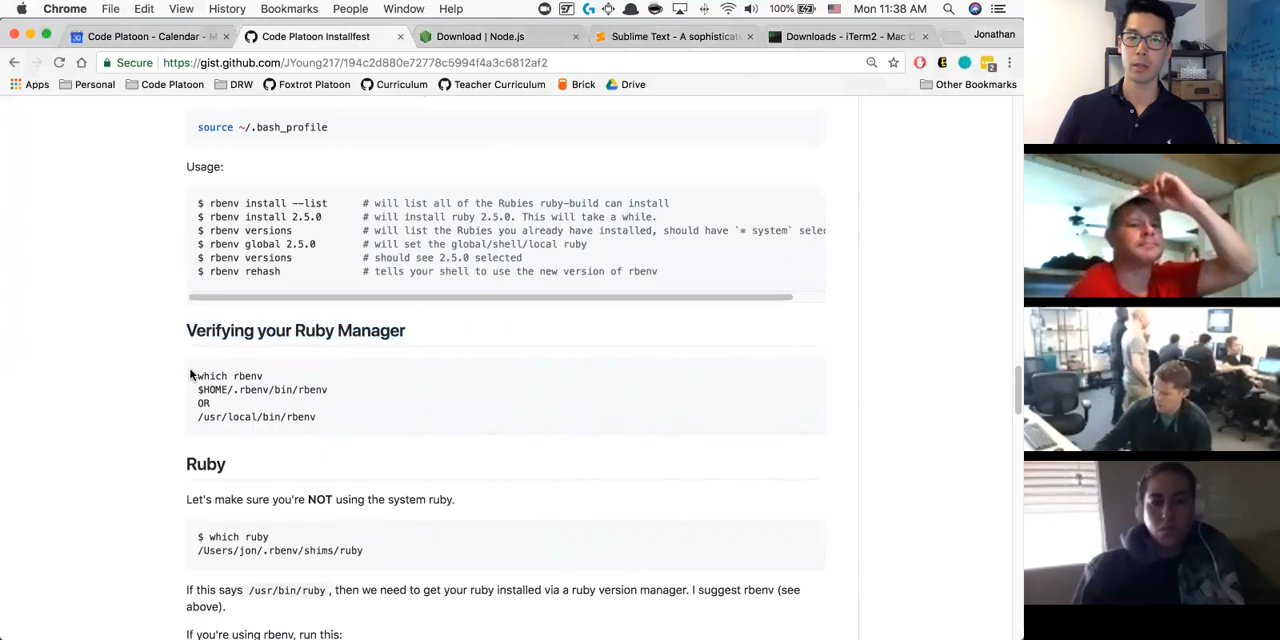 Chrome File Edit View History Bookmarks People Window Help 100% Mon 11:38 AM
Code Platoon - Calendar - M × Code Platoon Installfest × Download | Node.js × Sublime Text - A sophisticat × Downloads - iTerm2 - Mac O × Jonathan
Secure https://gist.github.com/JYoung217/194c2d880e72778c5994f4a3c6812af2
Apps Personal Code Platoon DRW Foxtrot Platoon Curriculum Teacher Curriculum Brick Drive Other Bookmarks
source ~/.bash_profile
Usage:
$ rbenv install --list # will list all of the Rubies ruby-build can install
$ rbenv install 2.5.0 # will install ruby 2.5.0. This will take a while.
$ rbenv versions # will list the Rubies you already have installed, should have `* system` selec
$ rbenv global 2.5.0 # will set the global/shell/local ruby
$ rbenv versions # should see 2.5.0 selected
$ rbenv rehash # tells your shell to use the new version of rbenv
Verifying your Ruby Manager
which rbenv
$HOME/.rbenv/bin/rbenv
OR
/usr/local/bin/rbenv
Ruby
Let's make sure you're NOT using the system ruby.
$ which ruby
/Users/jon/.rbenv/shims/ruby
If this says /usr/bin/ruby, then we need to get your ruby installed via a ruby version manager. I suggest rbenv (see
above).
If you're using rbenv, run this: